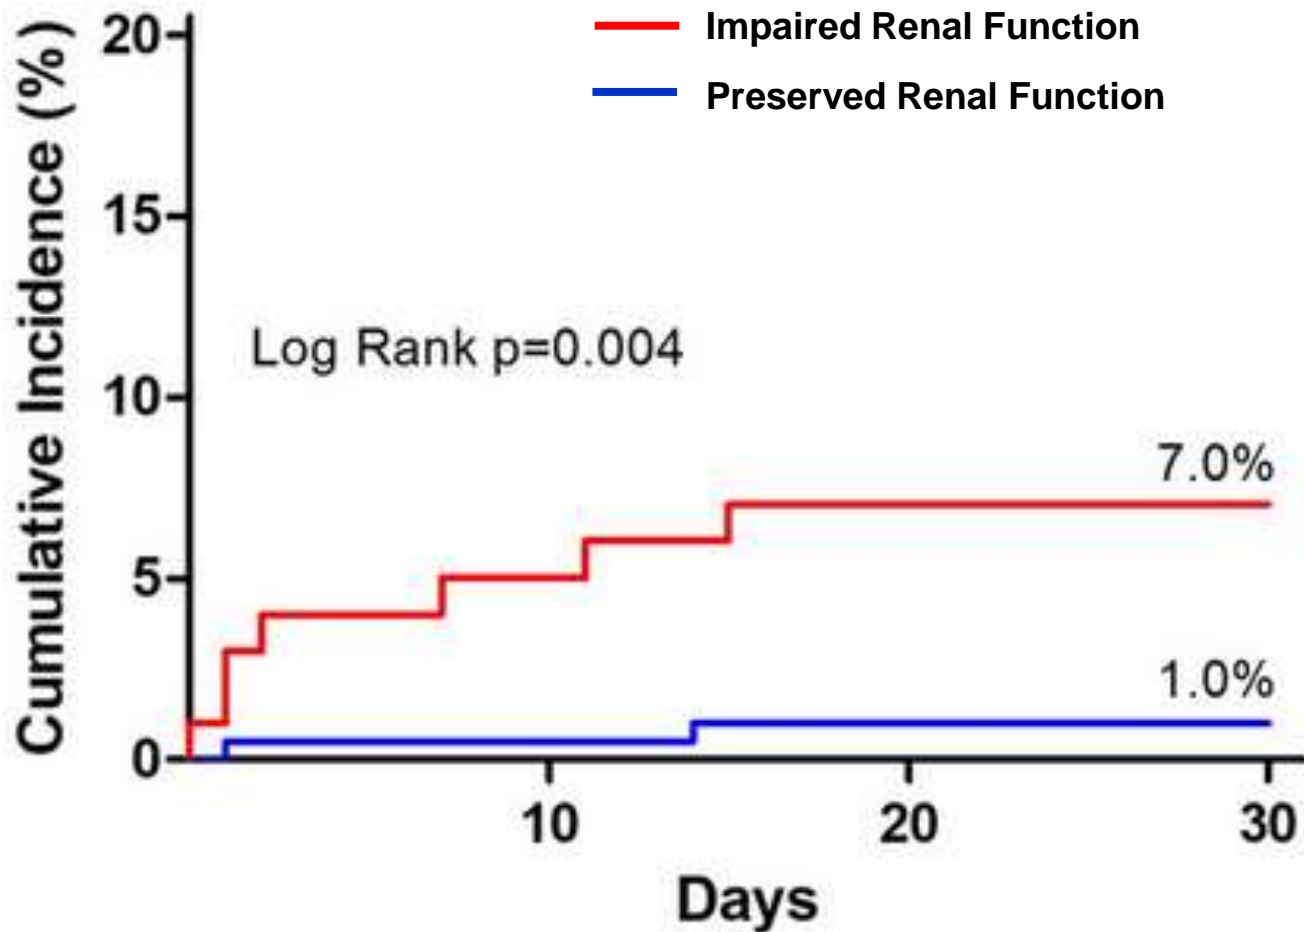 Impaired Renal Function
Preserved Renal Function
Cumulative Incidence (%)
20
15
10
5
0
Log Rank p=0.004
7.0%
1.0%
10 20 30
Days